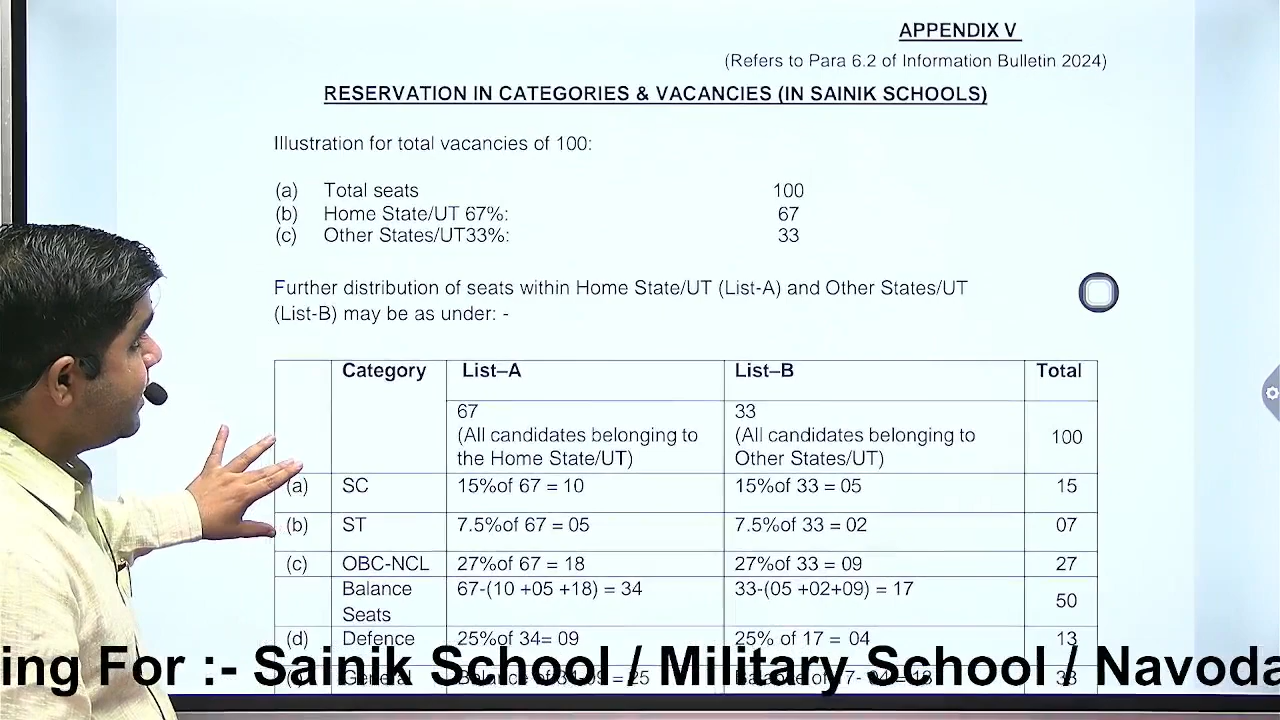 APPENDIX V
(Refers to Para 6.2 of Information Bulletin 2024)
RESERVATION IN CATEGORIES & VACANCIES (IN SAINIK SCHOOLS)
Illustration for total vacancies of 100:
(a) Total seats 100
(b) Home State/UT 67%: 67
(c) Other States/UT33%: 33
Further distribution of seats within Home State/UT (List-A) and Other States/UT
(List-B) may be as under: -
Category List–A List–B Total
67 33
(All candidates belonging to (All candidates belonging to 100
the Home State/UT) Other States/UT)
(a) SC 15%of 67 = 10 15%of 33 = 05 15
(b) ST 7.5%of 67 = 05 7.5%of 33 = 02 07
(c) OBC-NCL 27%of 67 = 18 27%of 33 = 09 27
Balance 67-(10 +05 +18) = 34 33-(05 +02+09) = 17 50
Seats
(d) Defence 25%of 34= 09 25% of 17 = 04 13
ing For :- Sainik School / Military School / Navoda
General